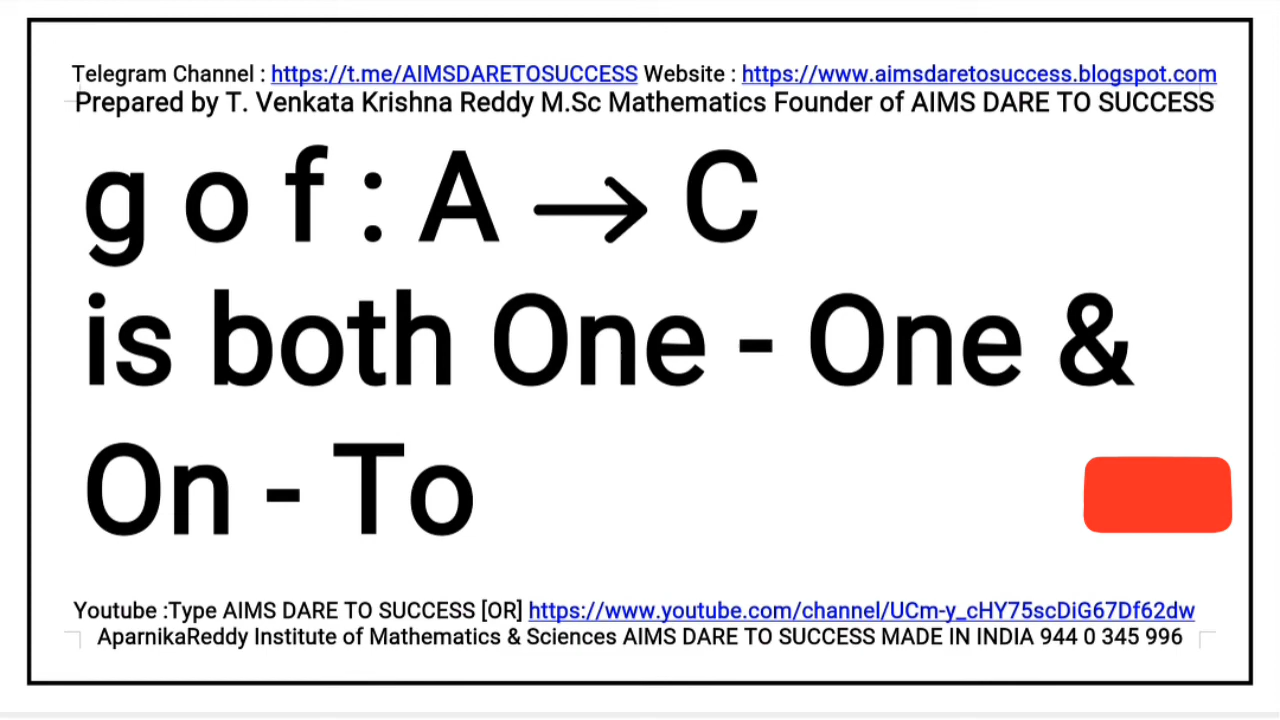 Telegram Channel : https://t.me/AIMSDARETOSUCCESS Website : https://www.aimsdaretosuccess.blogspot.com
Prepared by T. Venkata Krishna Reddy M.Sc Mathematics Founder of AIMS DARE TO SUCCESS
g o f : A → C
is both One - One &
On - To
Youtube :Type AIMS DARE TO SUCCESS [OR] https://www.youtube.com/channel/UCm-y_cHY75scDiG67Df62dw
AparnikaReddy Institute of Mathematics & Sciences AIMS DARE TO SUCCESS MADE IN INDIA 944 0 345 996